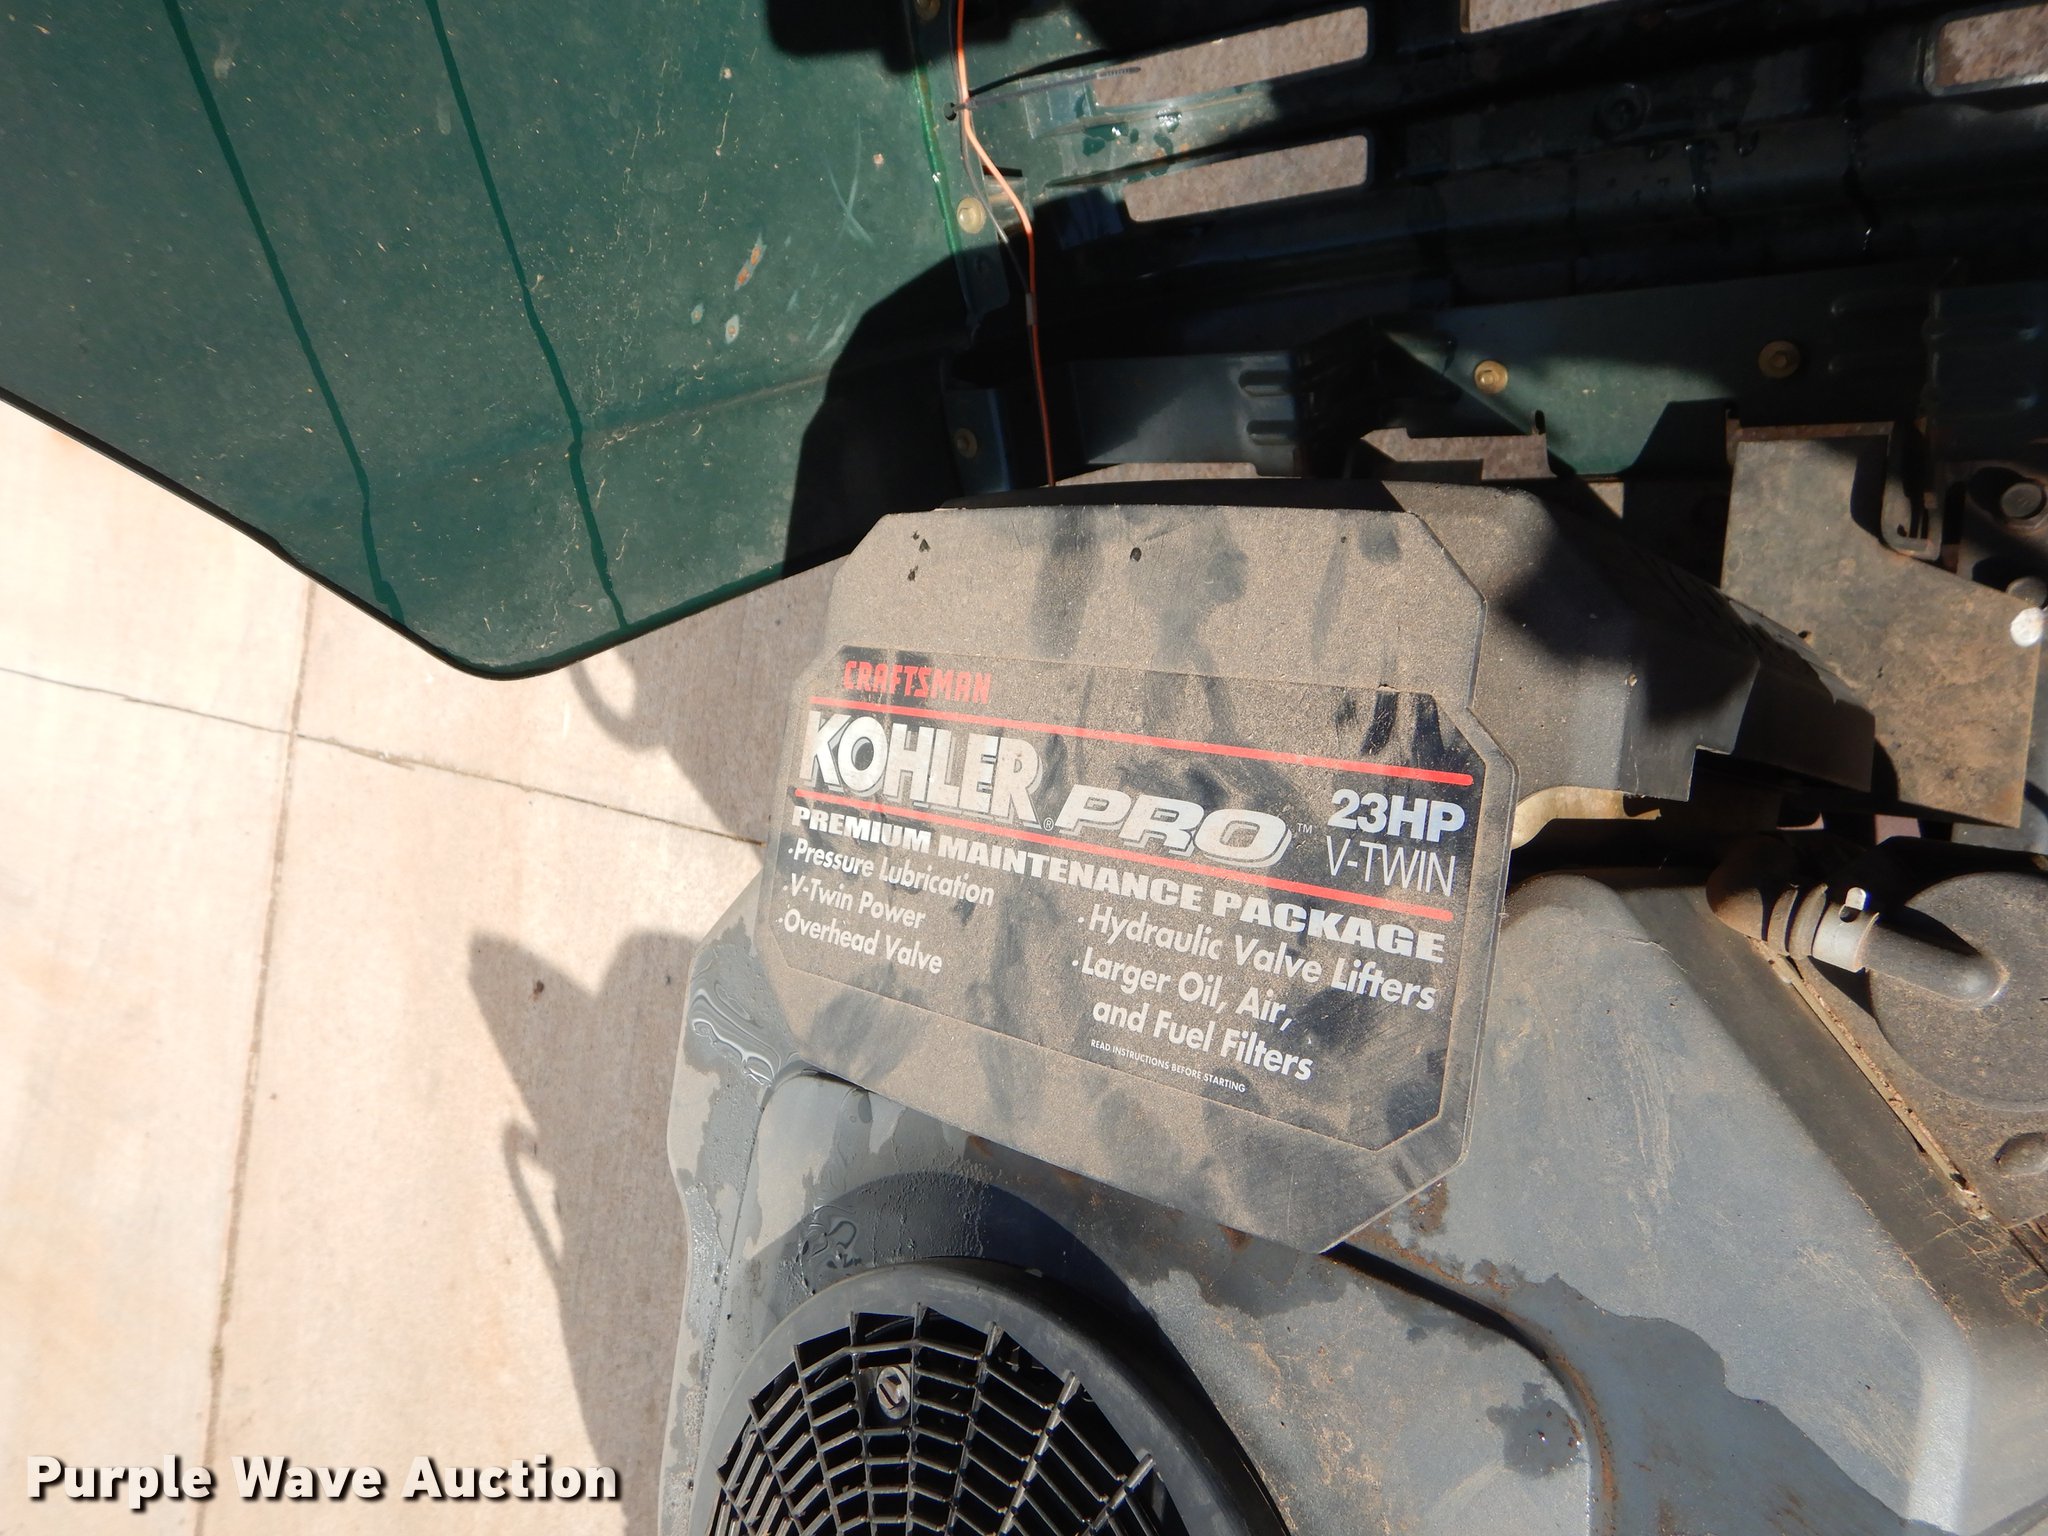 CRAFTSMAN
KOHLER® PRO™ 23HP
V-TWIN
PREMIUM MAINTENANCE PACKAGE
·Pressure Lubrication
·V-Twin Power
·Overhead Valve
·Hydraulic Valve Lifters
·Larger Oil, Air,
and Fuel Filters
READ INSTRUCTIONS BEFORE STARTING
Purple Wave Auction